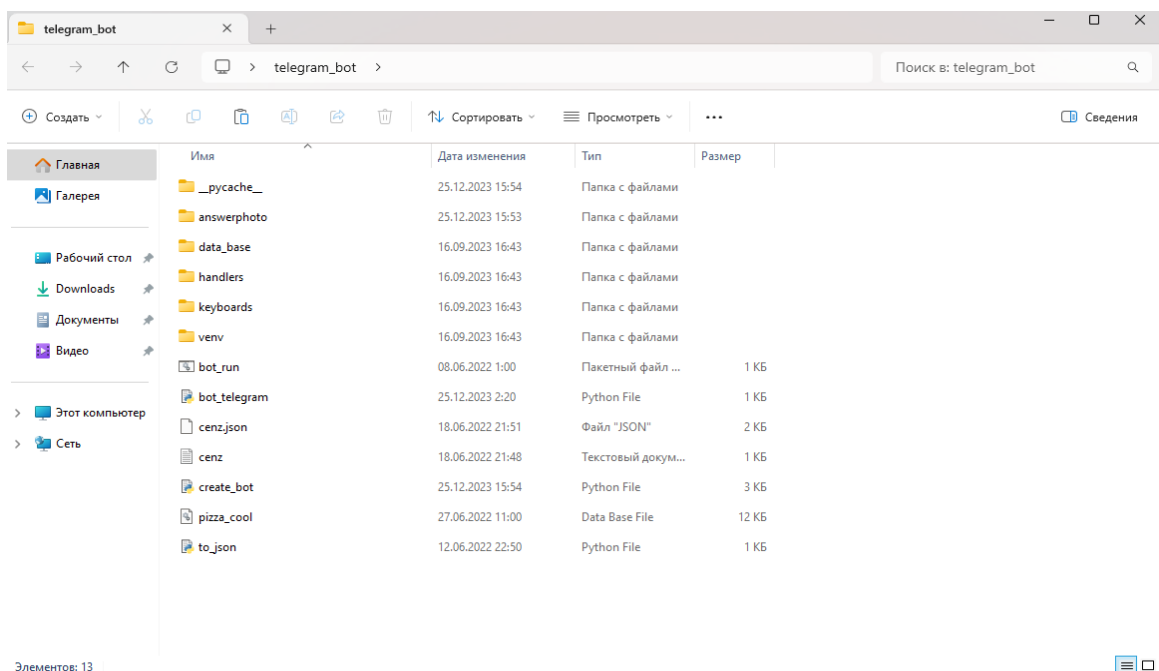 telegram_bot
telegram_bot
Поиск в: telegram_bot
Создать
Сортировать
Просмотреть
Сведения
Главная
Галерея
Рабочий стол
Downloads
Документы
Видео
Этот компьютер
Сеть
Имя Дата изменения Тип Размер
__pycache__ 25.12.2023 15:54 Папка с файлами
answerphoto 25.12.2023 15:53 Папка с файлами
data_base 16.09.2023 16:43 Папка с файлами
handlers 16.09.2023 16:43 Папка с файлами
keyboards 16.09.2023 16:43 Папка с файлами
venv 16.09.2023 16:43 Папка с файлами
bot_run 08.06.2022 1:00 Пакетный файл ... 1 КБ
bot_telegram 25.12.2023 2:20 Python File 1 КБ
cenz.json 18.06.2022 21:51 Файл "JSON" 2 КБ
cenz 18.06.2022 21:48 Текстовый докум... 1 КБ
create_bot 25.12.2023 15:54 Python File 3 КБ
pizza_cool 27.06.2022 11:00 Data Base File 12 КБ
to_json 12.06.2022 22:50 Python File 1 КБ
Элементов: 13